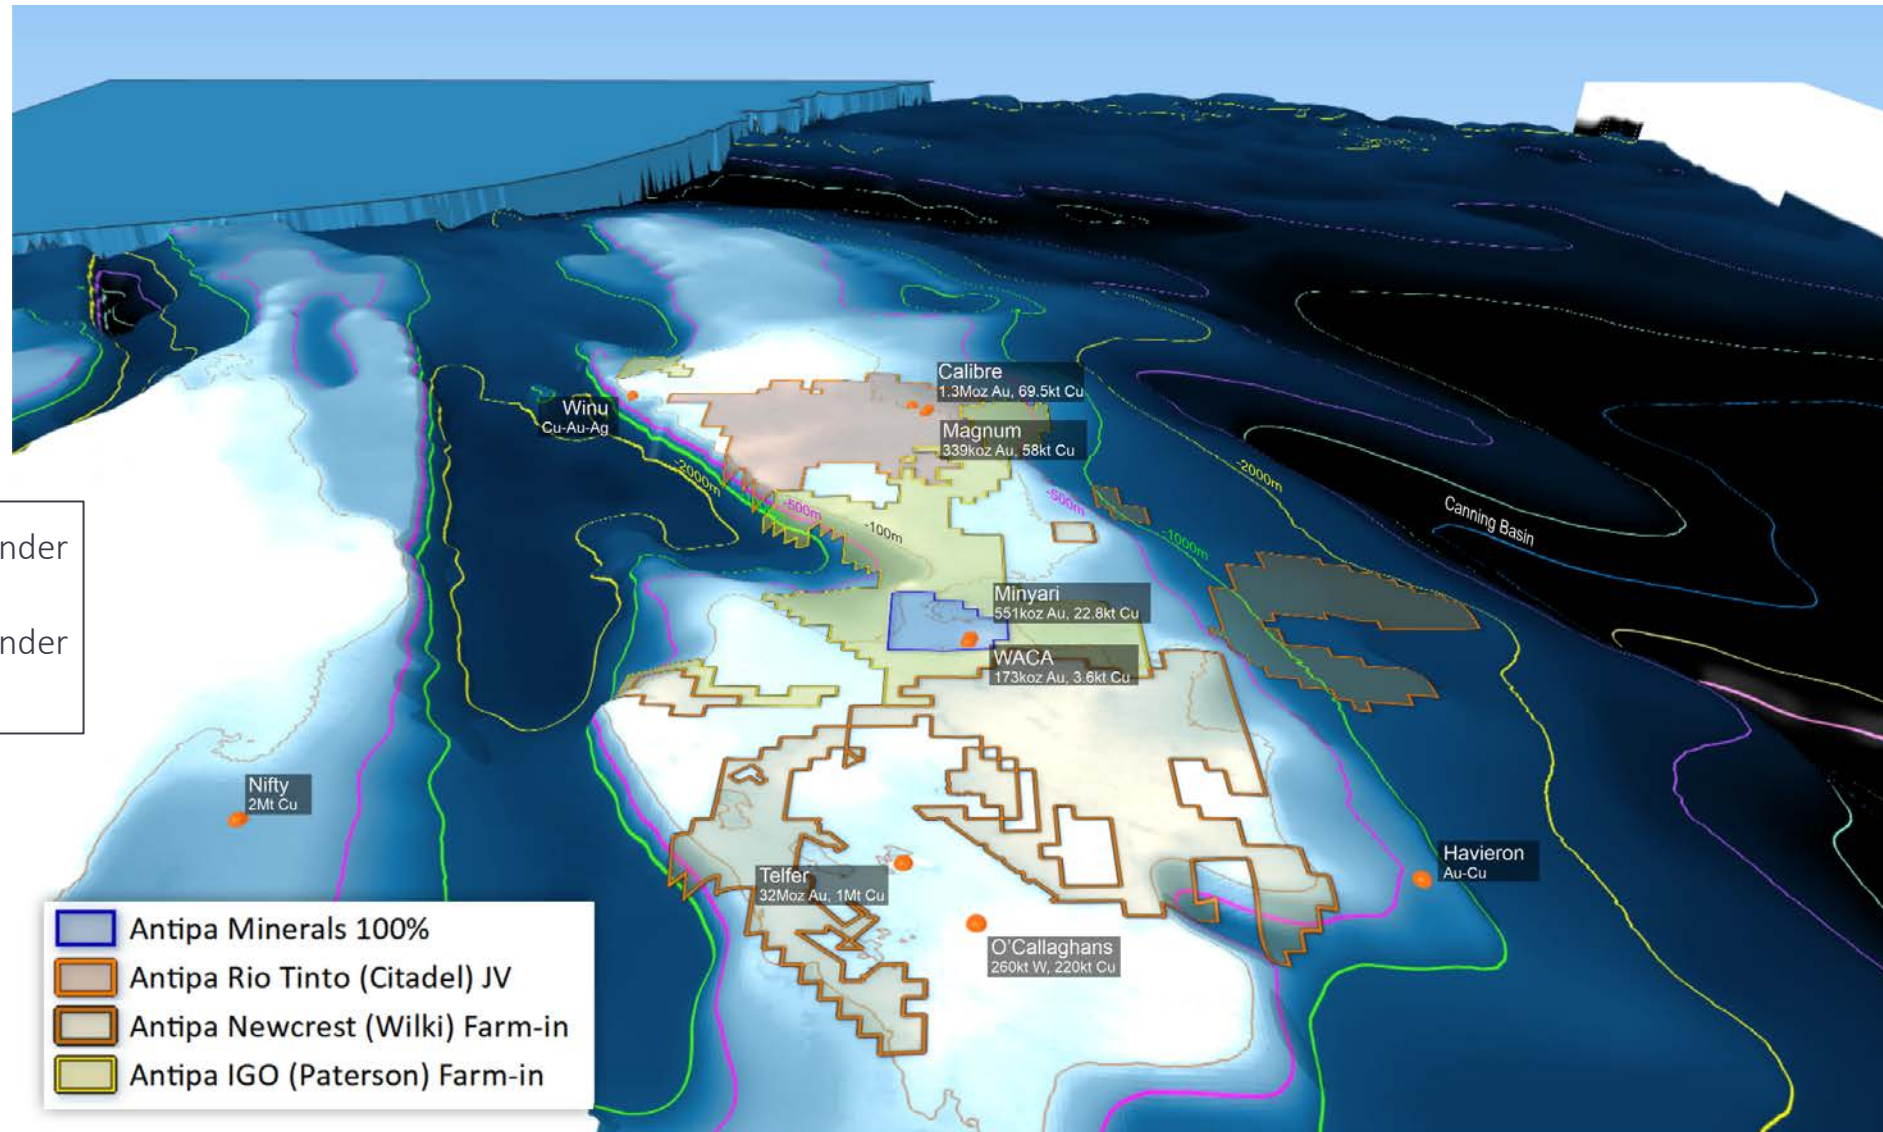 Calibre
1.3Moz Au, 69.5kt Cu
Winu
Cu-Au-Ag
Magnum
339koz Au, 58kt Cu
-2000m
-500m
-100m
-500m
-1000m
-2000m
Canning Basin
nder
nder
Minyari
551koz Au, 22.8kt Cu
WACA
173koz Au, 3.6kt Cu
Nifty
2Mt Cu
Telfer
32Moz Au, 1Mt Cu
Havieron
Au-Cu
O'Callaghans
260kt W, 220kt Cu
Antipa Minerals 100%
Antipa Rio Tinto (Citadel) JV
Antipa Newcrest (Wilki) Farm-in
Antipa IGO (Paterson) Farm-in